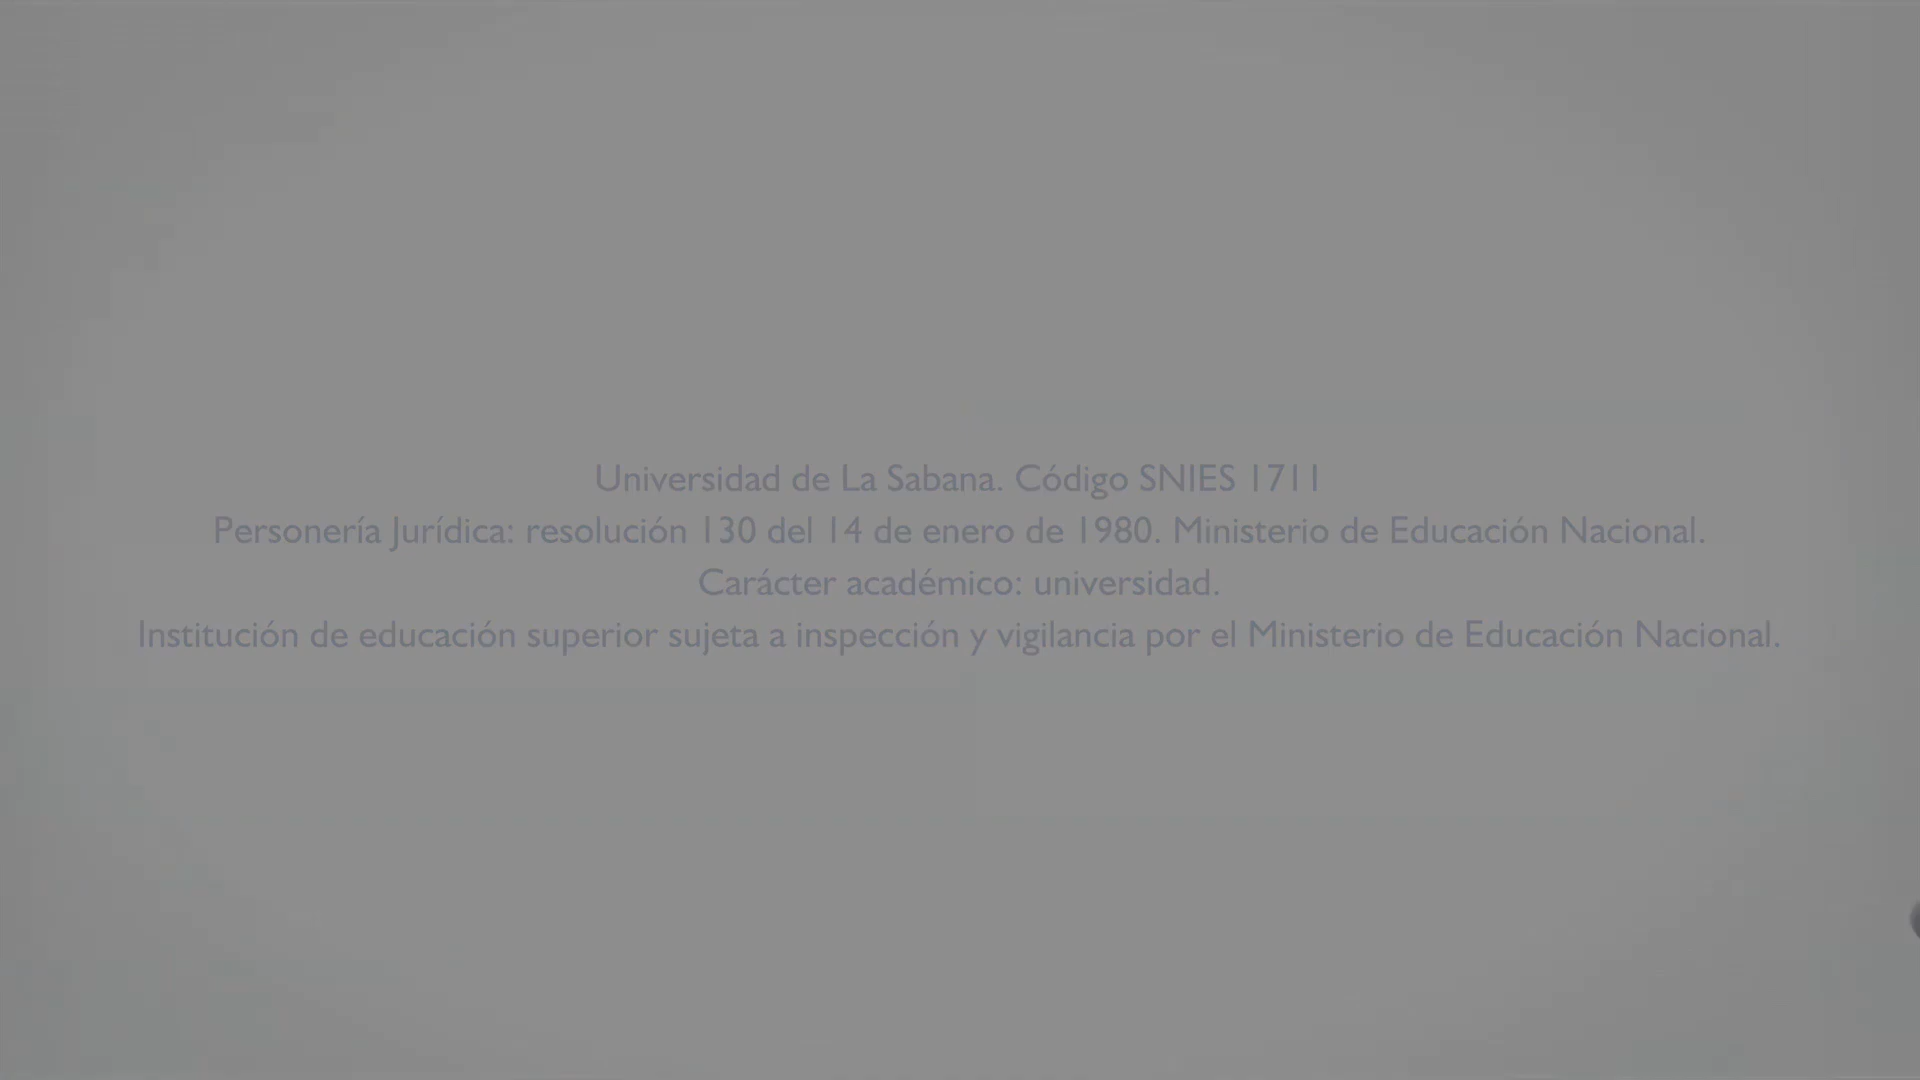 Universidad de La Sabana. Código SNIES 1711
Personería Jurídica: resolución 130 del 14 de enero de 1980. Ministerio de Educación Nacional.
Carácter académico: universidad.
Institución de educación superior sujeta a inspección y vigilancia por el Ministerio de Educación Nacional.